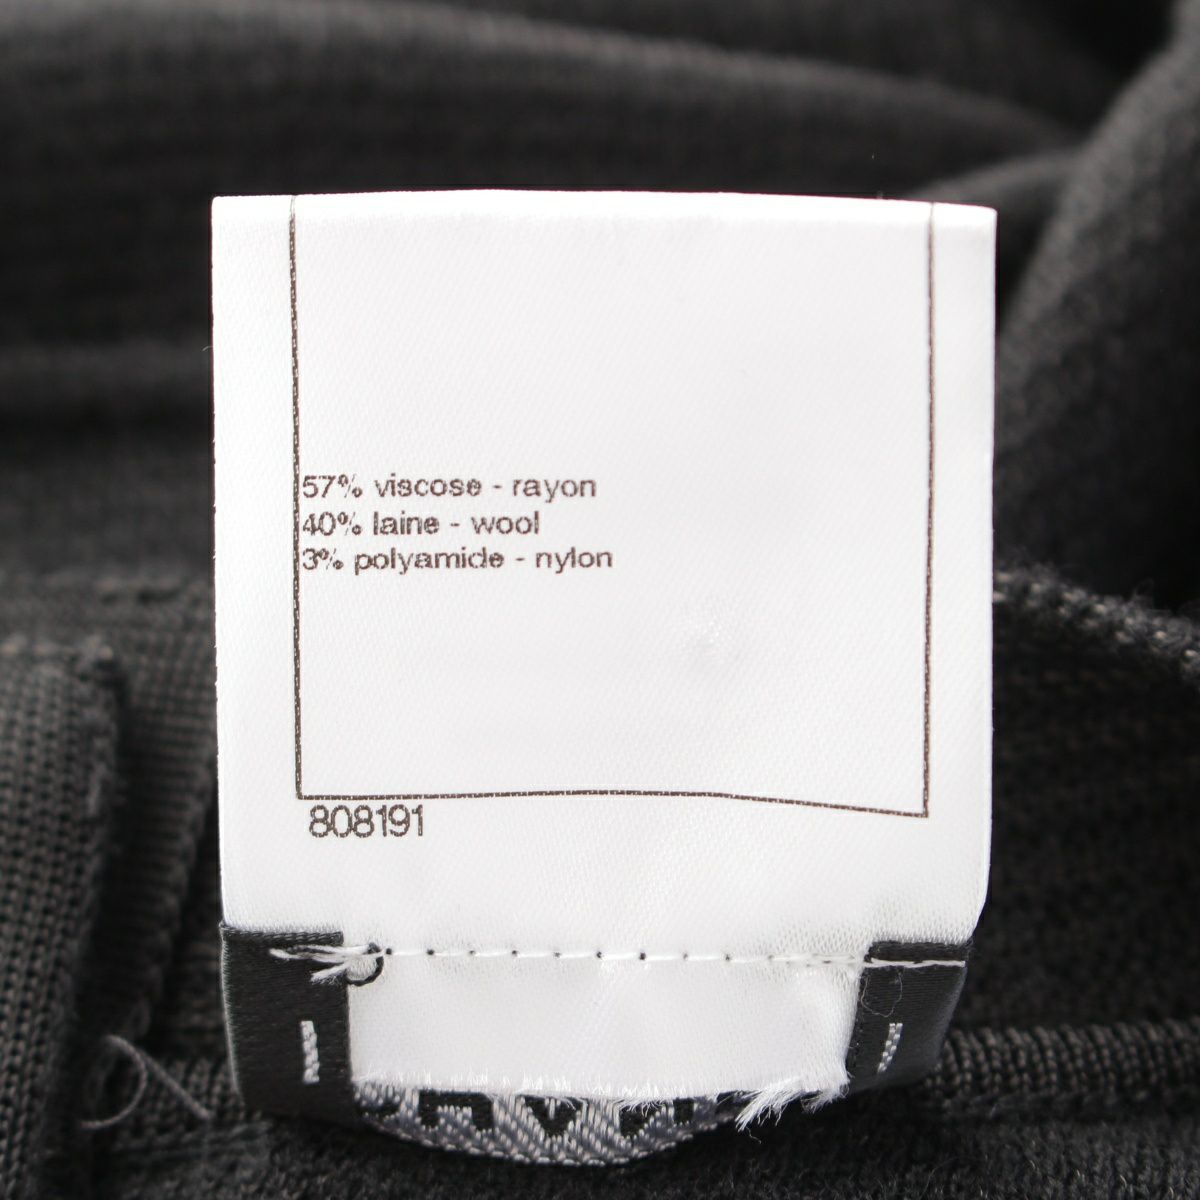 57% viscose - rayon
40% laine - wool
3% polyamide - nylon
808191